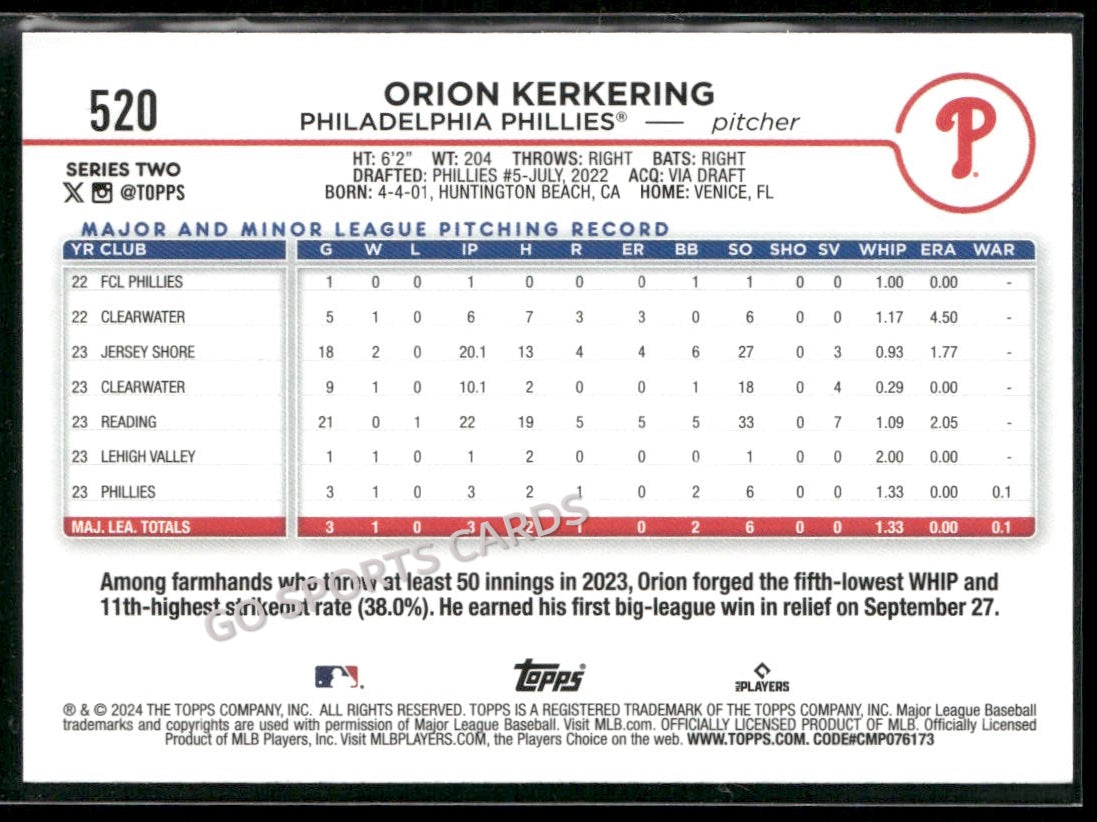 520
ORION KERKERING
PHILADELPHIA PHILLIES® — pitcher
P
SERIES TWO
@TOPPS
HT: 6'2" WT: 204 THROWS: RIGHT BATS: RIGHT
DRAFTED: PHILLIES #5-JULY, 2022 ACQ: VIA DRAFT
BORN: 4-4-01, HUNTINGTON BEACH, CA HOME: VENICE, FL
MAJOR AND MINOR LEAGUE PITCHING RECORD
YR CLUB G W L IP H R ER BB SO SHO SV WHIP ERA WAR
22 FCL PHILLIES 1 0 0 1 0 0 0 1 1 0 0 1.00 0.00 -
22 CLEARWATER 5 1 0 6 7 3 3 0 6 0 0 1.17 4.50 -
23 JERSEY SHORE 18 2 0 20.1 13 4 4 6 27 0 3 0.93 1.77 -
23 CLEARWATER 9 1 0 10.1 2 0 0 1 18 0 4 0.29 0.00 -
23 READING 21 0 1 22 19 5 5 5 33 0 7 1.09 2.05 -
23 LEHIGH VALLEY 1 1 0 1 2 0 0 0 1 0 0 2.00 0.00 -
23 PHILLIES 3 1 0 3 2 1 0 2 6 0 0 1.33 0.00 0.1
MAJ. LEA. TOTALS 3 1 0 3 2 1 0 2 6 0 0 1.33 0.00 0.1
GO SPORTS CARDS
Among farmhands who threw at least 50 innings in 2023, Orion forged the fifth-lowest WHIP and
11th-highest strikeout rate (38.0%). He earned his first big-league win in relief on September 27.
Topps
MLB PLAYERS
® & © 2024 THE TOPPS COMPANY, INC. ALL RIGHTS RESERVED. TOPPS IS A REGISTERED TRADEMARK OF THE TOPPS COMPANY, INC. Major League Baseball
trademarks and copyrights are used with permission of Major League Baseball. Visit MLB.com. OFFICIALLY LICENSED PRODUCT OF MLB. Officially Licensed
Product of MLB Players, Inc. Visit MLBPLAYERS.COM, the Players Choice on the web. WWW.TOPPS.COM. CODE#CMP076173